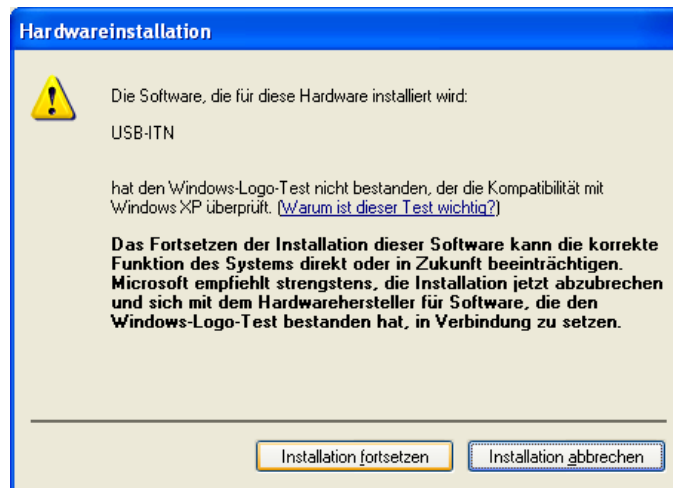 Hardwareinstallation
Die Software, die für diese Hardware installiert wird:
USB-ITN
hat den Windows-Logo-Test nicht bestanden, der die Kompatibilität mit
Windows XP überprüft. (Warum ist dieser Test wichtig?)
Das Fortsetzen der Installation dieser Software kann die korrekte
Funktion des Systems direkt oder in Zukunft beeinträchtigen.
Microsoft empfiehlt strengstens, die Installation jetzt abzubrechen
und sich mit dem Hardwarehersteller für Software, die den
Windows-Logo-Test bestanden hat, in Verbindung zu setzen.
Installation fortsetzen
Installation abbrechen